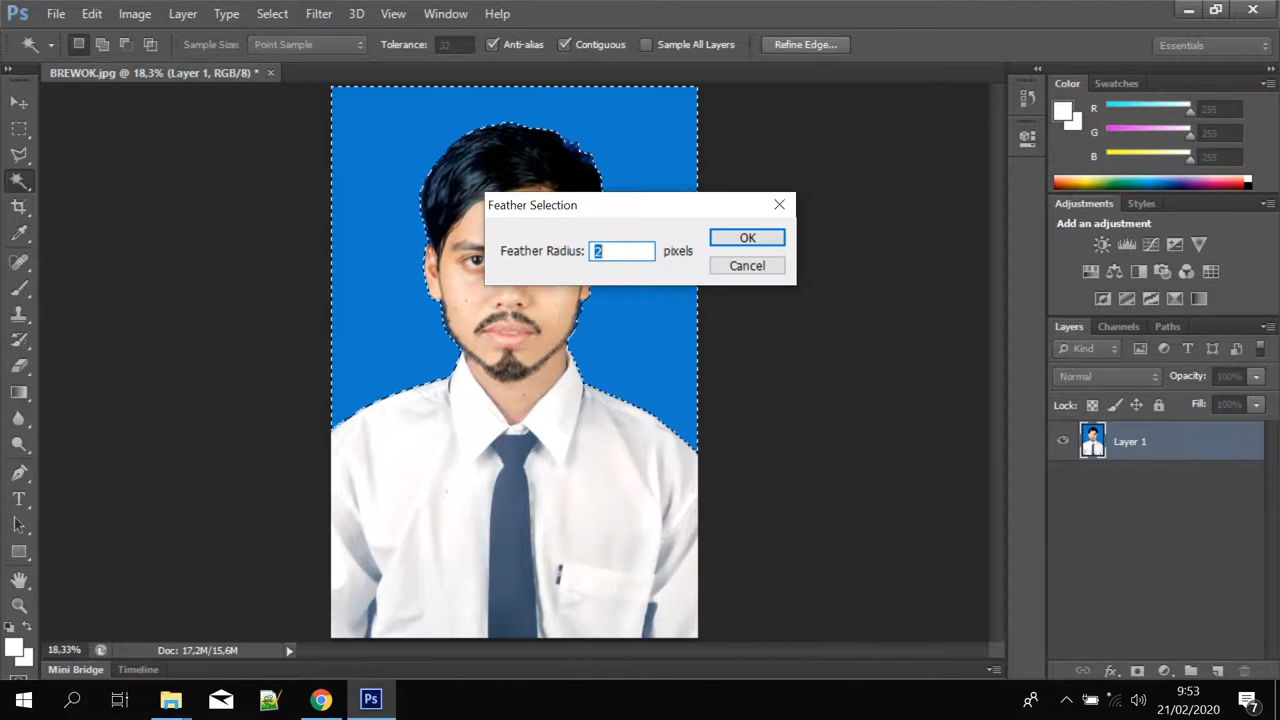 Ps File Edit Image Layer Type Select Filter 3D View Window Help
Sample Size: Point Sample Tolerance: 32 Anti-alias Contiguous Sample All Layers Refine Edge... Essentials
BREWOK.jpg @ 18,3% (Layer 1, RGB/8) *
Color Swatches
R 255
G 255
B 255
Feather Selection
Feather Radius: 2 pixels
OK
Cancel
Adjustments Styles
Add an adjustment
Layers Channels Paths
Kind
Normal Opacity: 100%
Lock: Fill: 100%
Layer 1
18,33% Doc: 17,2M/15,6M
Mini Bridge Timeline
Ps
9:53
21/02/2020
7